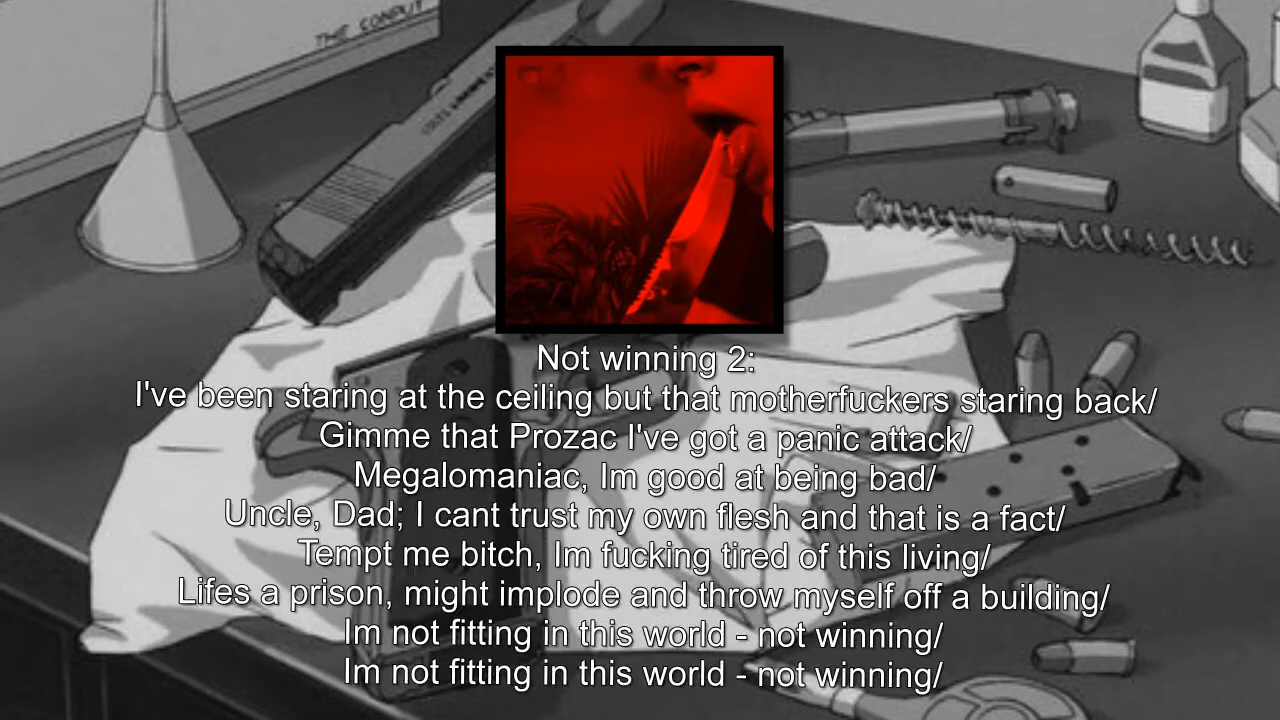 THE CONDUIT
Not winning 2:
I've been staring at the ceiling but that motherfuckers staring back/
Gimme that Prozac I've got a panic attack/
Megalomaniac, Im good at being bad/
Uncle, Dad; I cant trust my own flesh and that is a fact/
Tempt me bitch, Im fucking tired of this living/
Lifes a prison, might implode and throw myself off a building/
Im not fitting in this world - not winning/
Im not fitting in this world - not winning/